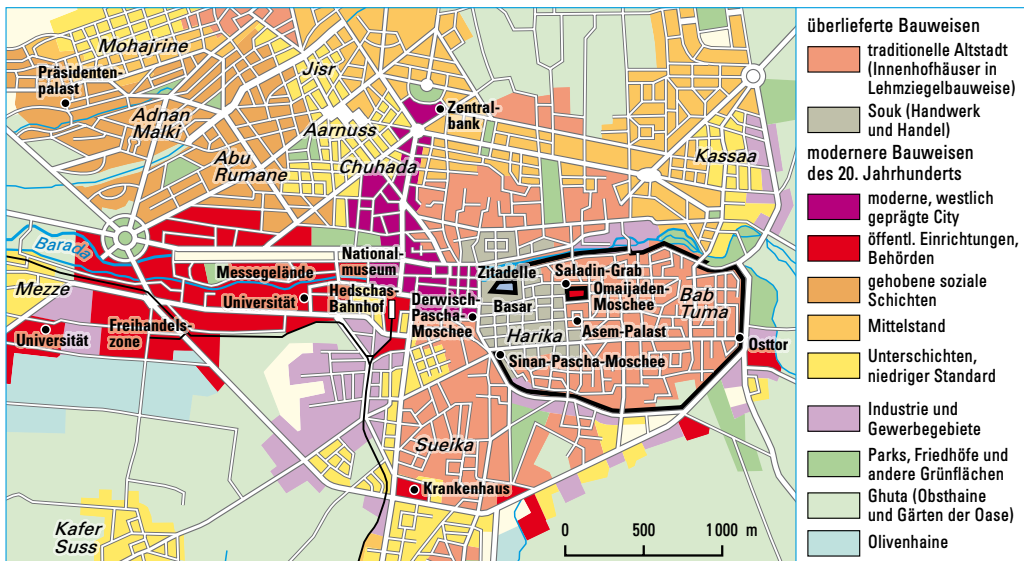 Mohajrine
Präsidenten-
palast
Jisr
Adnan
Malki
Aarnuss
Zentral-
bank
Abu
Rumane
Chuhada
Kassaa
Barada
National-
museum
Messegelände
Mezze
Universität
Hedschas-
Bahnhof
Zitadelle
Saladin-Grab
Omaijaden-
Moschee
Bab
Tuma
Derwisch-
Pascha-
Moschee
Basar
Harika
Asem-Palast
Freihandels-
zone
Universität
Osttor
Sinan-Pascha-Moschee
Sueika
Krankenhaus
Kafer
Suss
0 500 1000 m
überlieferte Bauweisen
traditionelle Altstadt
(Innenhofhäuser in
Lehmziegelbauweise)
Souk (Handwerk
und Handel)
modernere Bauweisen
des 20. Jahrhunderts
moderne, westlich
geprägte City
öffentl. Einrichtungen,
Behörden
gehobene soziale
Schichten
Mittelstand
Unterschichten,
niedriger Standard
Industrie und
Gewerbegebiete
Parks, Friedhöfe und
andere Grünflächen
Ghuta (Obsthaine
und Gärten der Oase)
Olivenhaine